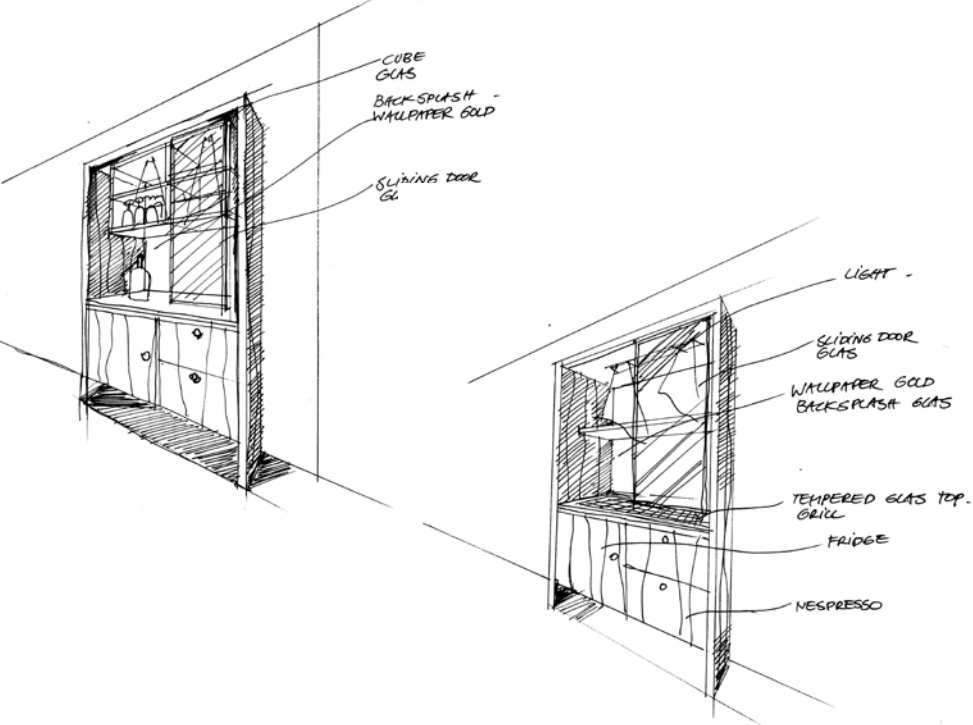 CUBE
GLAS
BACKSPLASH -
WALLPAPER GOLD
SLIDING DOOR
GL
LIGHT -
SLIDING DOOR
GLAS
WALLPAPER GOLD
BACKSPLASH GLAS
TEMPERED GLAS TOP-
GRILL
FRIDGE
NESPRESSO